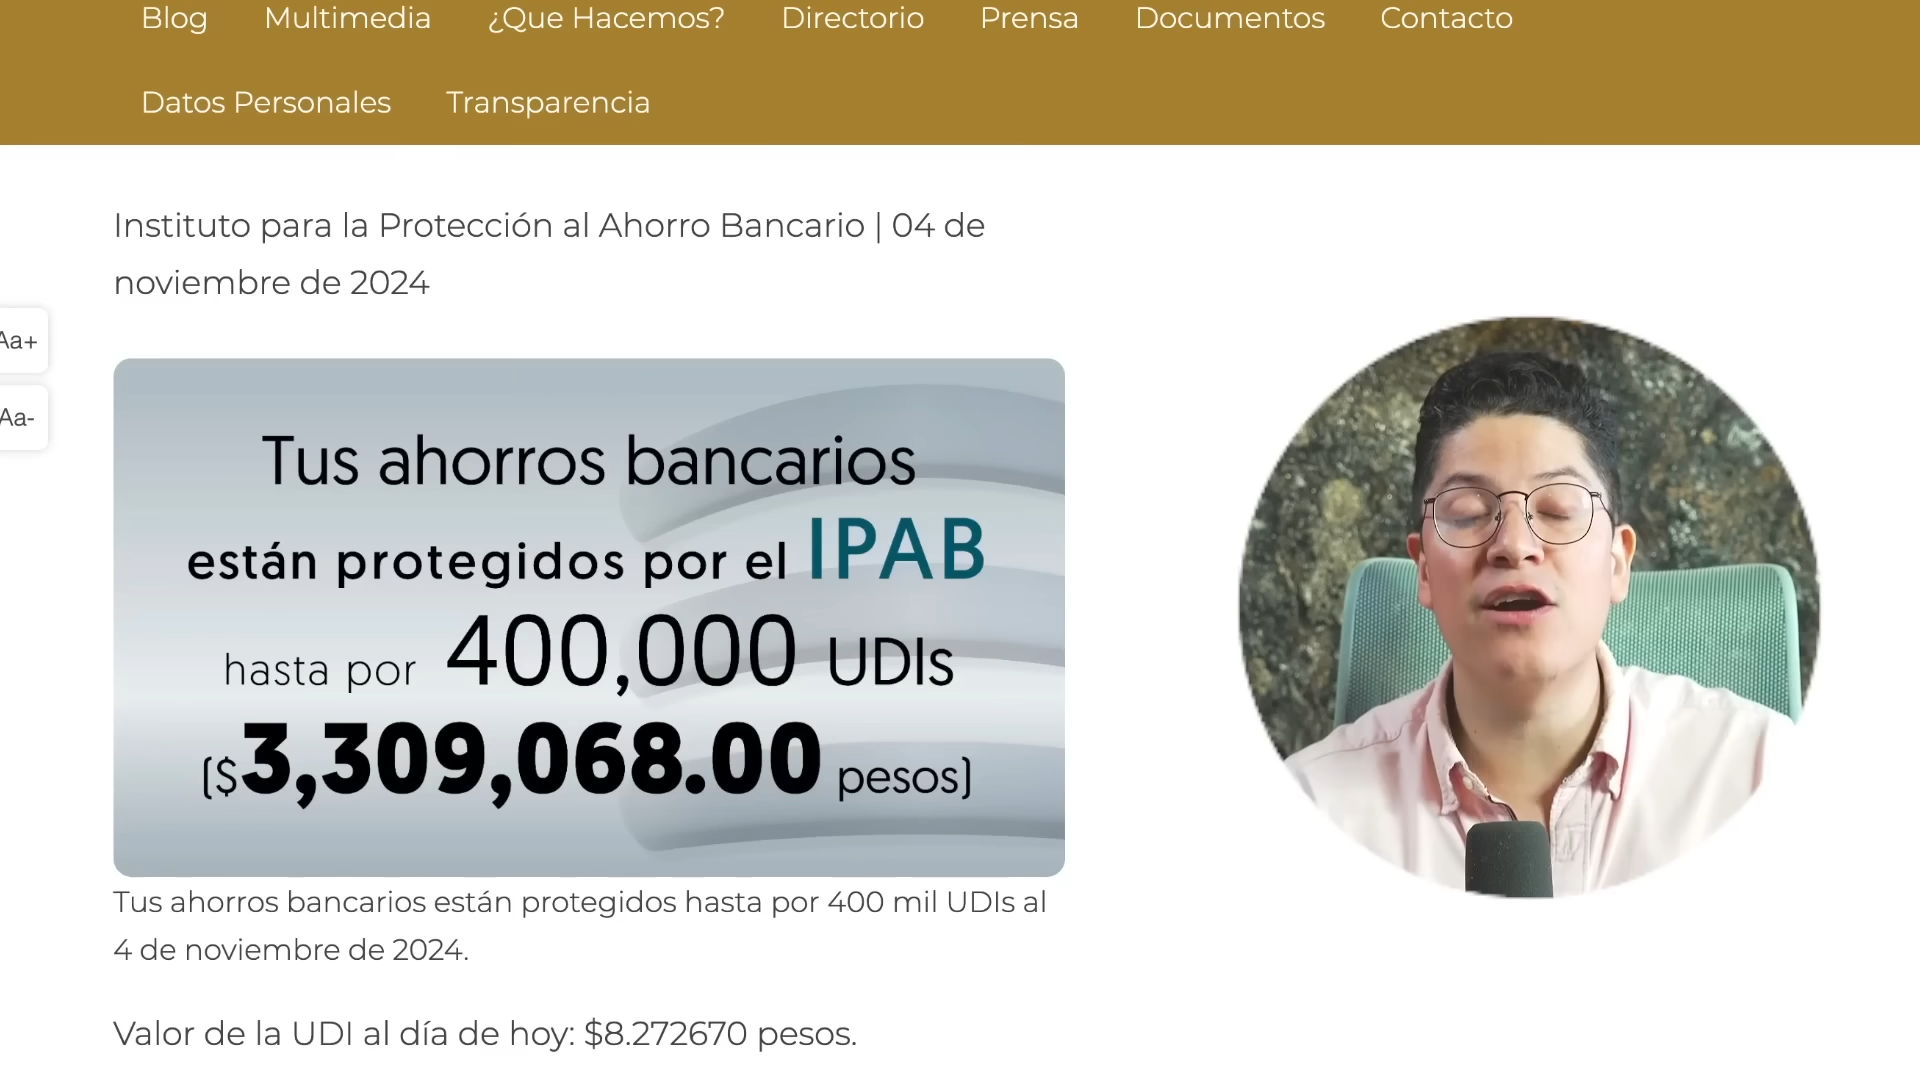 Blog Multimedia ¿Que Hacemos? Directorio Prensa Documentos Contacto
Datos Personales Transparencia
Instituto para la Protección al Ahorro Bancario | 04 de
noviembre de 2024
Aa+
Aa-
Tus ahorros bancarios
están protegidos por el IPAB
hasta por 400,000 UDIs
($3,309,068.00 pesos)
Tus ahorros bancarios están protegidos hasta por 400 mil UDIs al
4 de noviembre de 2024.
Valor de la UDI al día de hoy: $8.272670 pesos.